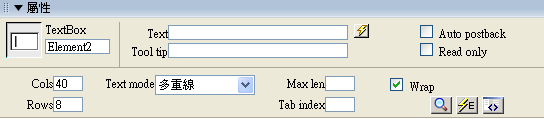 屬性
TextBox Text Auto postback
Element2 Tool tip Read only
Cols 40 Text mode 多重線 Max len Wrap
Rows 8 Tab index E